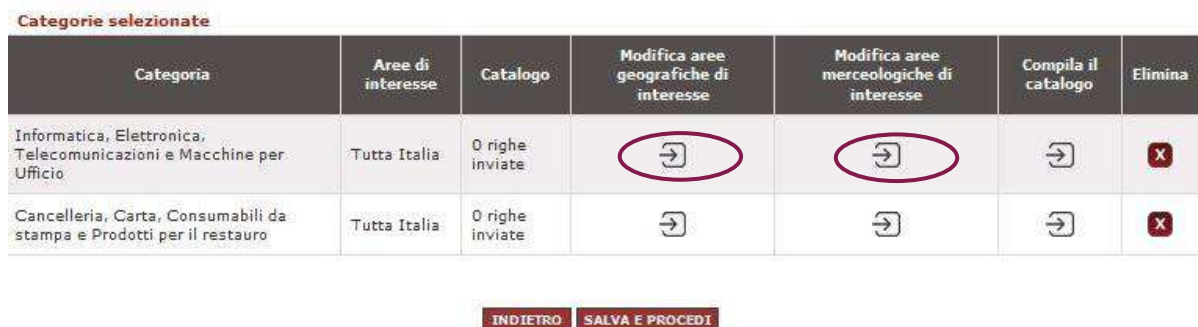 Categorie selezionate
Categoria
Aree di
interesse
Catalogo
Modifica aree
geografiche di
interesse
Modifica aree
merceologiche di
interesse
Compila il
catalogo
Elimina
Informatica, Elettronica,
Telecomunicazioni e Macchine per
Ufficio
Tutta Italia
0 righe
inviate
X
Cancelleria, Carta, Consumabili da
stampa e Prodotti per il restauro
Tutta Italia
0 righe
inviate
X
INDIETRO SALVA E PROCEDI